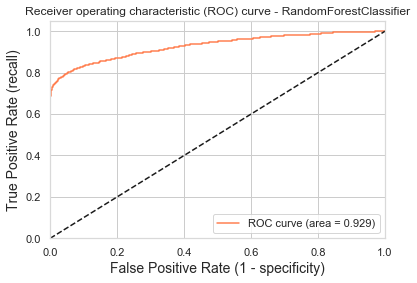 Receiver operating characteristic (ROC) curve - RandomForestClassifier
True Positive Rate (recall)
1.0
0.8
0.6
0.4
0.2
0.0
ROC curve (area = 0.929)
0.0 0.2 0.4 0.6 0.8 1.0
False Positive Rate (1 - specificity)